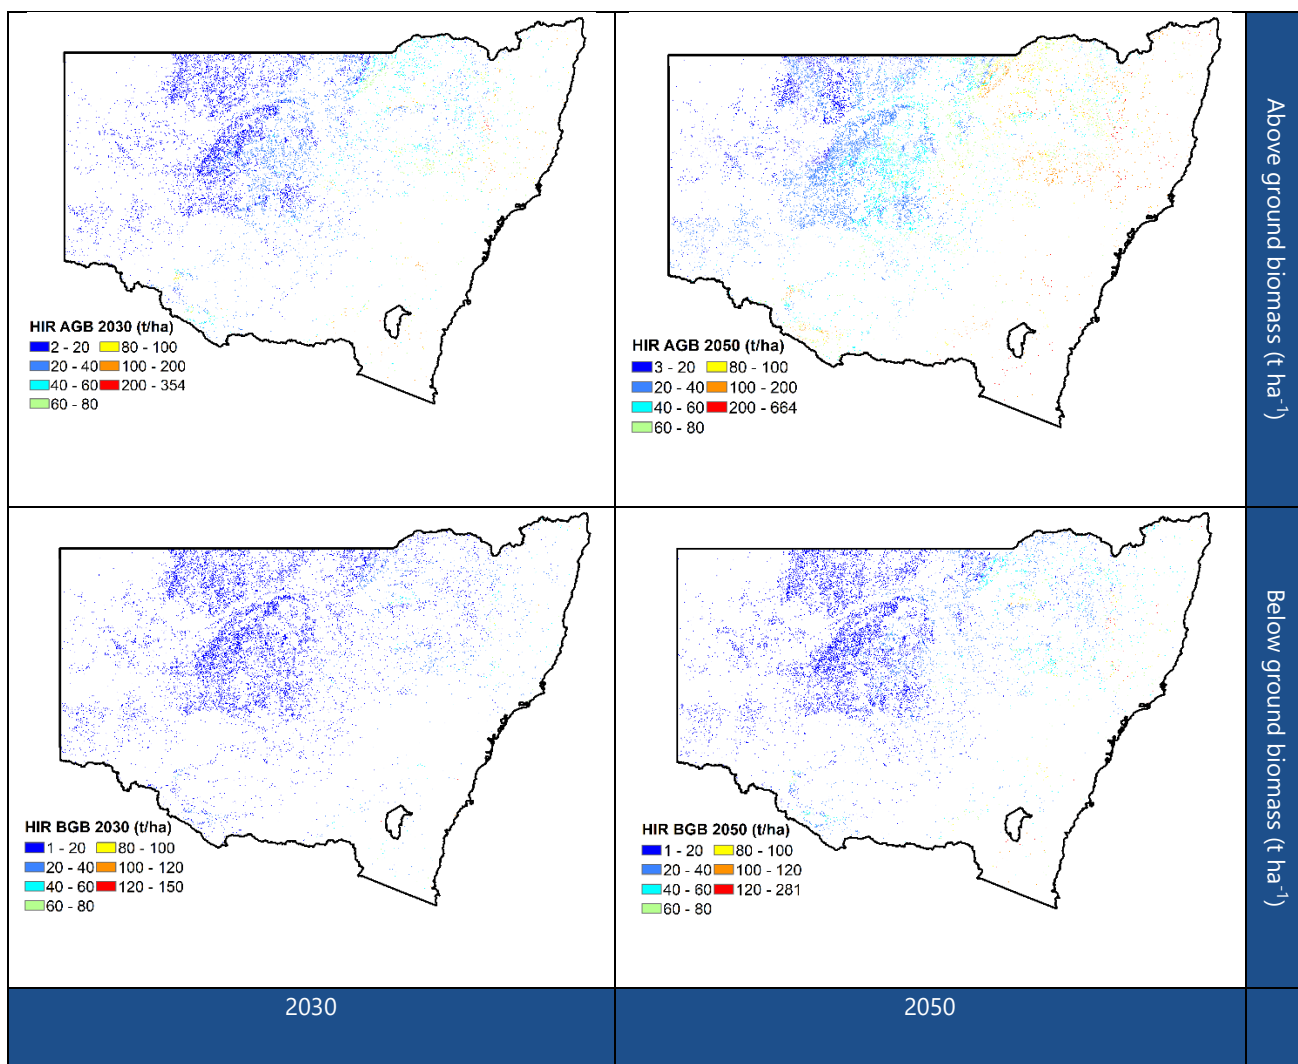 HIR AGB 2030 (t/ha)
2 - 20 80 - 100
20 - 40 100 - 200
40 - 60 200 - 354
60 - 80
HIR AGB 2050 (t/ha)
3 - 20 80 - 100
20 - 40 100 - 200
40 - 60 200 - 664
60 - 80
Above ground biomass (t ha⁻¹)
HIR BGB 2030 (t/ha)
1 - 20 80 - 100
20 - 40 100 - 120
40 - 60 120 - 150
60 - 80
HIR BGB 2050 (t/ha)
1 - 20 80 - 100
20 - 40 100 - 120
40 - 60 120 - 281
60 - 80
Below ground biomass (t ha⁻¹)
2030
2050